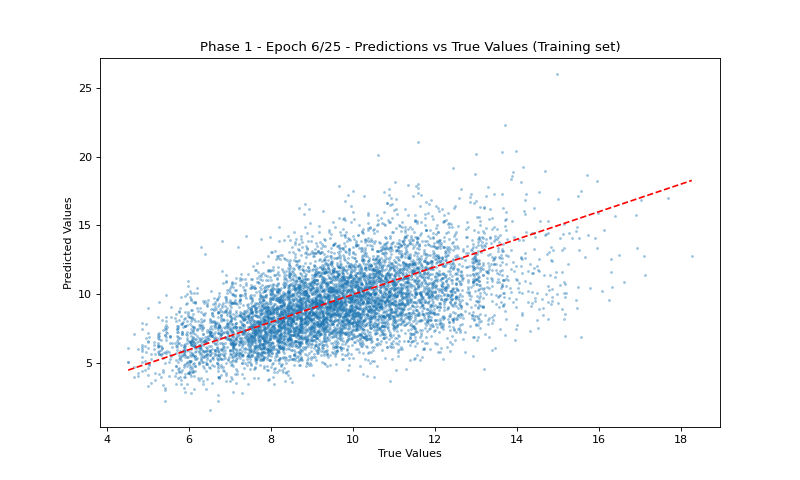 Phase 1 - Epoch 6/25 - Predictions vs True Values (Training set)
25
20
15
10
5
Predicted Values
4 6 8 10 12 14 16 18
True Values